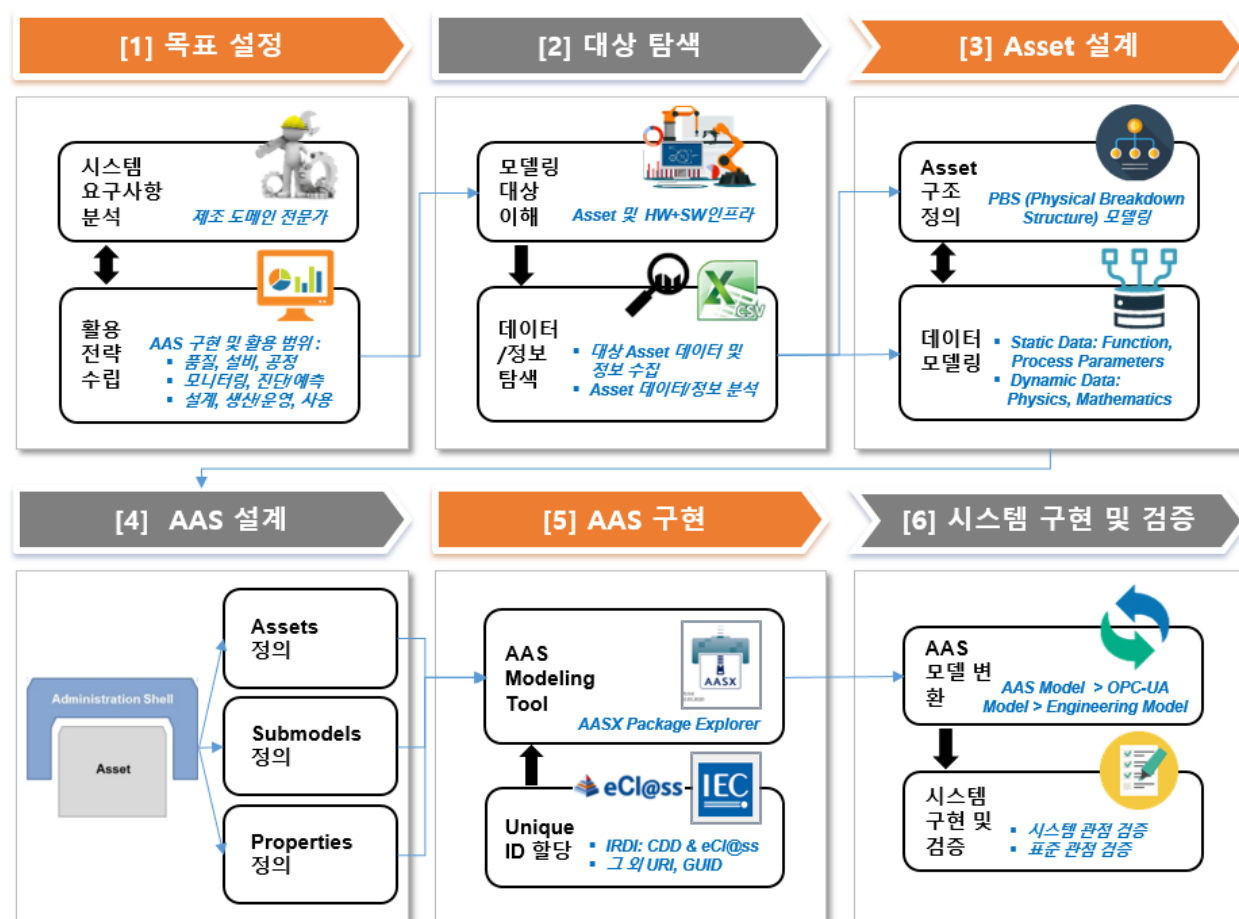 [1] 목표 설정
[2] 대상 탐색
[3] Asset 설계
시스템
요구사항
분석
제조 도메인 전문가
활용
전략
수립
AAS 구현 및 활용 범위 :
▪ 품질, 설비, 공정
▪ 모니터링, 진단/예측
▪ 설계, 생산/운영, 사용
모델링
대상
이해
Asset 및 HW+SW인프라
X
CSV
데이터
/정보
탐색
▪ 대상 Asset 데이터 및
정보 수집
▪ Asset 데이터/정보 분석
Asset
구조
정의
PBS (Physical Breakdown
Structure) 모델링
데이터
모델링
▪ Static Data: Function,
Process Parameters
▪ Dynamic Data:
Physics, Mathematics
[4] AAS 설계
[5] AAS 구현
[6] 시스템 구현 및 검증
Administration Shell
Asset
Assets
정의
Submodels
정의
Properties
정의
AAS
Modeling
Tool
AASX
AASX Package Explorer
eCl@ss
IEC
Unique
ID 할당
▪ IRDI: CDD & eCl@ss
▪ 그 외 URI, GUID
AAS
모델 변
환
AAS Model > OPC-UA
Model > Engineering Model
시스템
구현 및
검증
▪ 시스템 관점 검증
▪ 표준 관점 검증